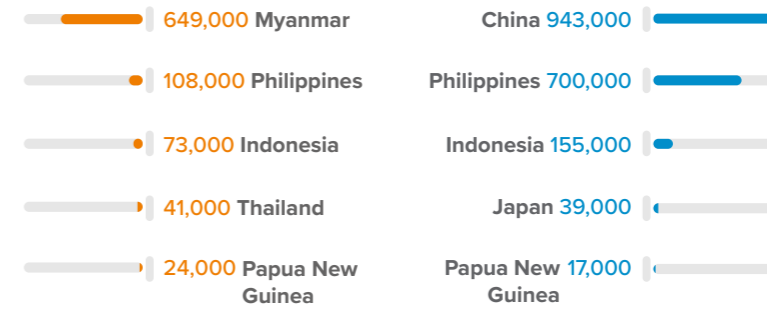 649,000 Myanmar
China 943,000
108,000 Philippines
Philippines 700,000
73,000 Indonesia
Indonesia 155,000
41,000 Thailand
Japan 39,000
24,000 Papua New
Guinea
Papua New 17,000
Guinea